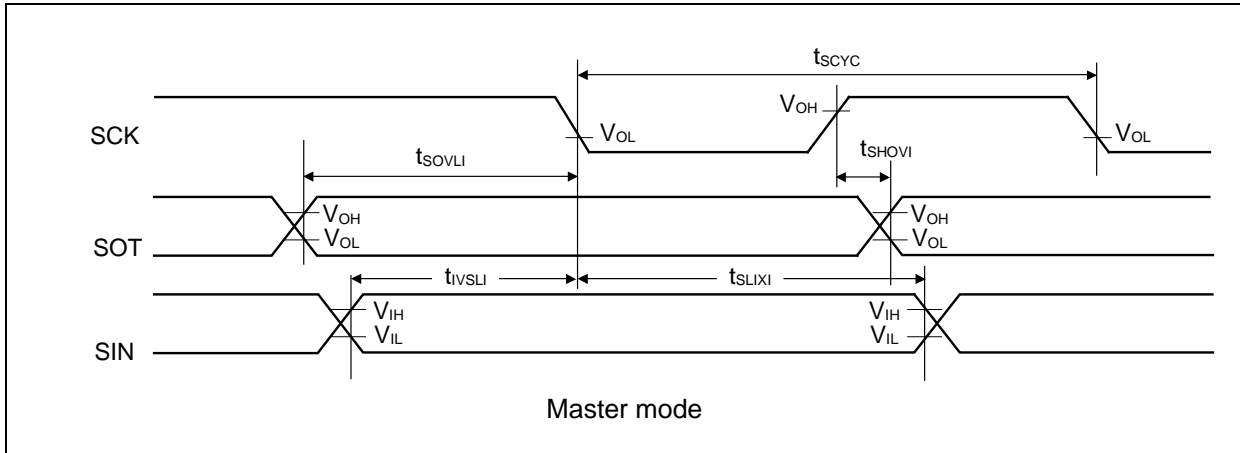 tSCYC
VOH
SCK
VOL
VOL
tSOVLI
tSHOVI
VOH
VOH
SOT
VOL
VOL
tIVSLI
tSLIXI
VIH
VIH
VIL
VIL
SIN
Master mode